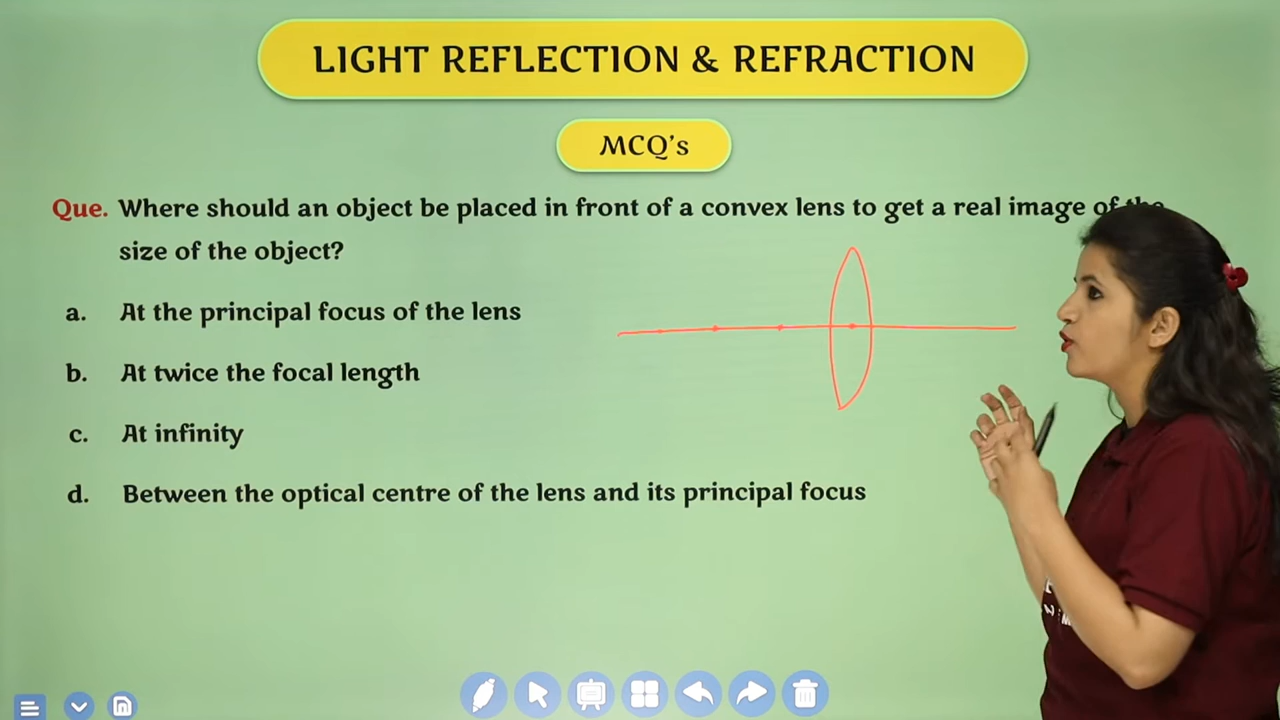 LIGHT REFLECTION & REFRACTION
MCQ's
Que. Where should an object be placed in front of a convex lens to get a real image of the
size of the object?
a. At the principal focus of the lens
b. At twice the focal length
c. At infinity
d. Between the optical centre of the lens and its principal focus